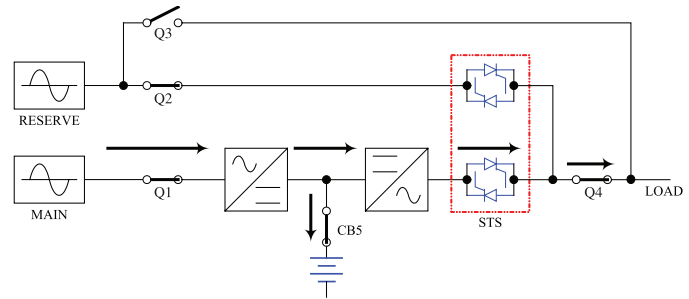 Q3
Q2
RESERVE
Q1
MAIN
CB5
STS
Q4
LOAD